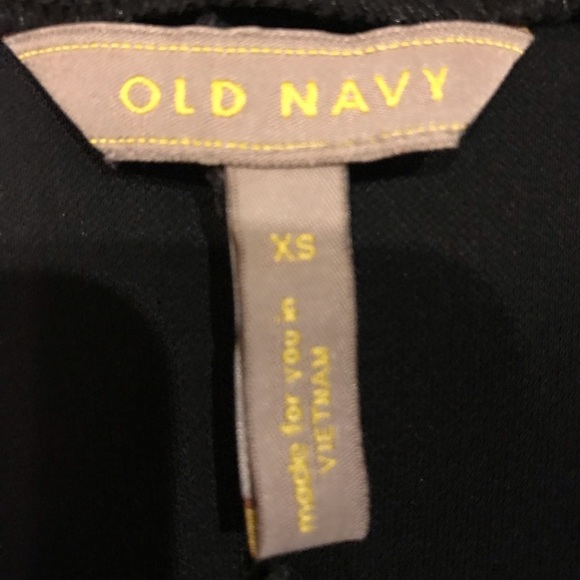 OLD NAVY
XS
made for you in
VIETNAM